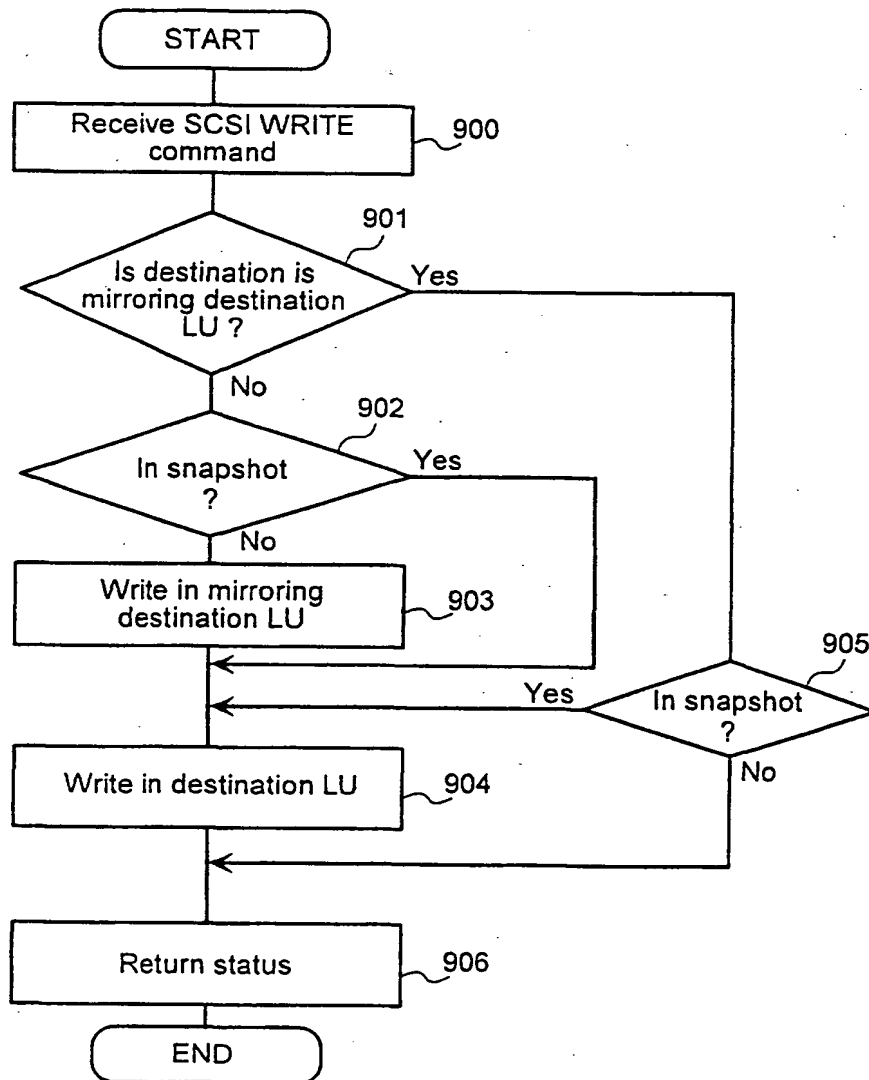 START
Receive SCSI WRITE
command
900
901
Is destination is
mirroring destination
LU ?
Yes
No
902
In snapshot
?
Yes
No
Write in mirroring
destination LU
903
905
In snapshot
?
Yes
No
Write in destination LU
904
Return status
906
END